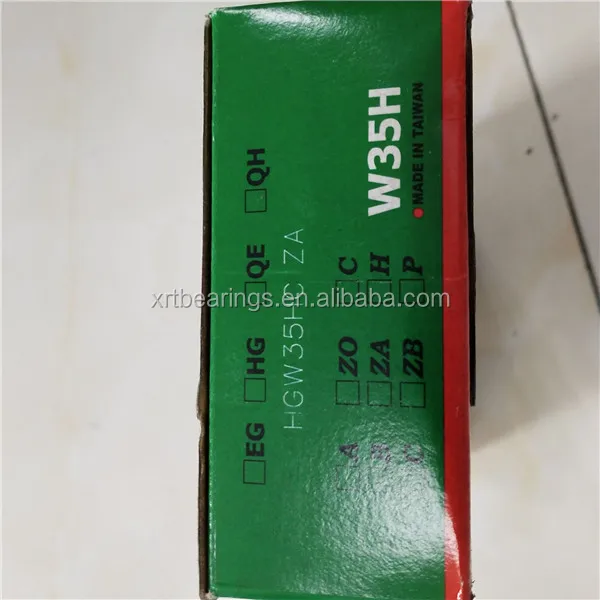 □EG □HG □QE □QH
HGW35HC ZA
A □ZO □C
B □ZA □H
C □ZB □P
W35H
• MADE IN TAIWAN
xrtbearings.en.alibaba.com